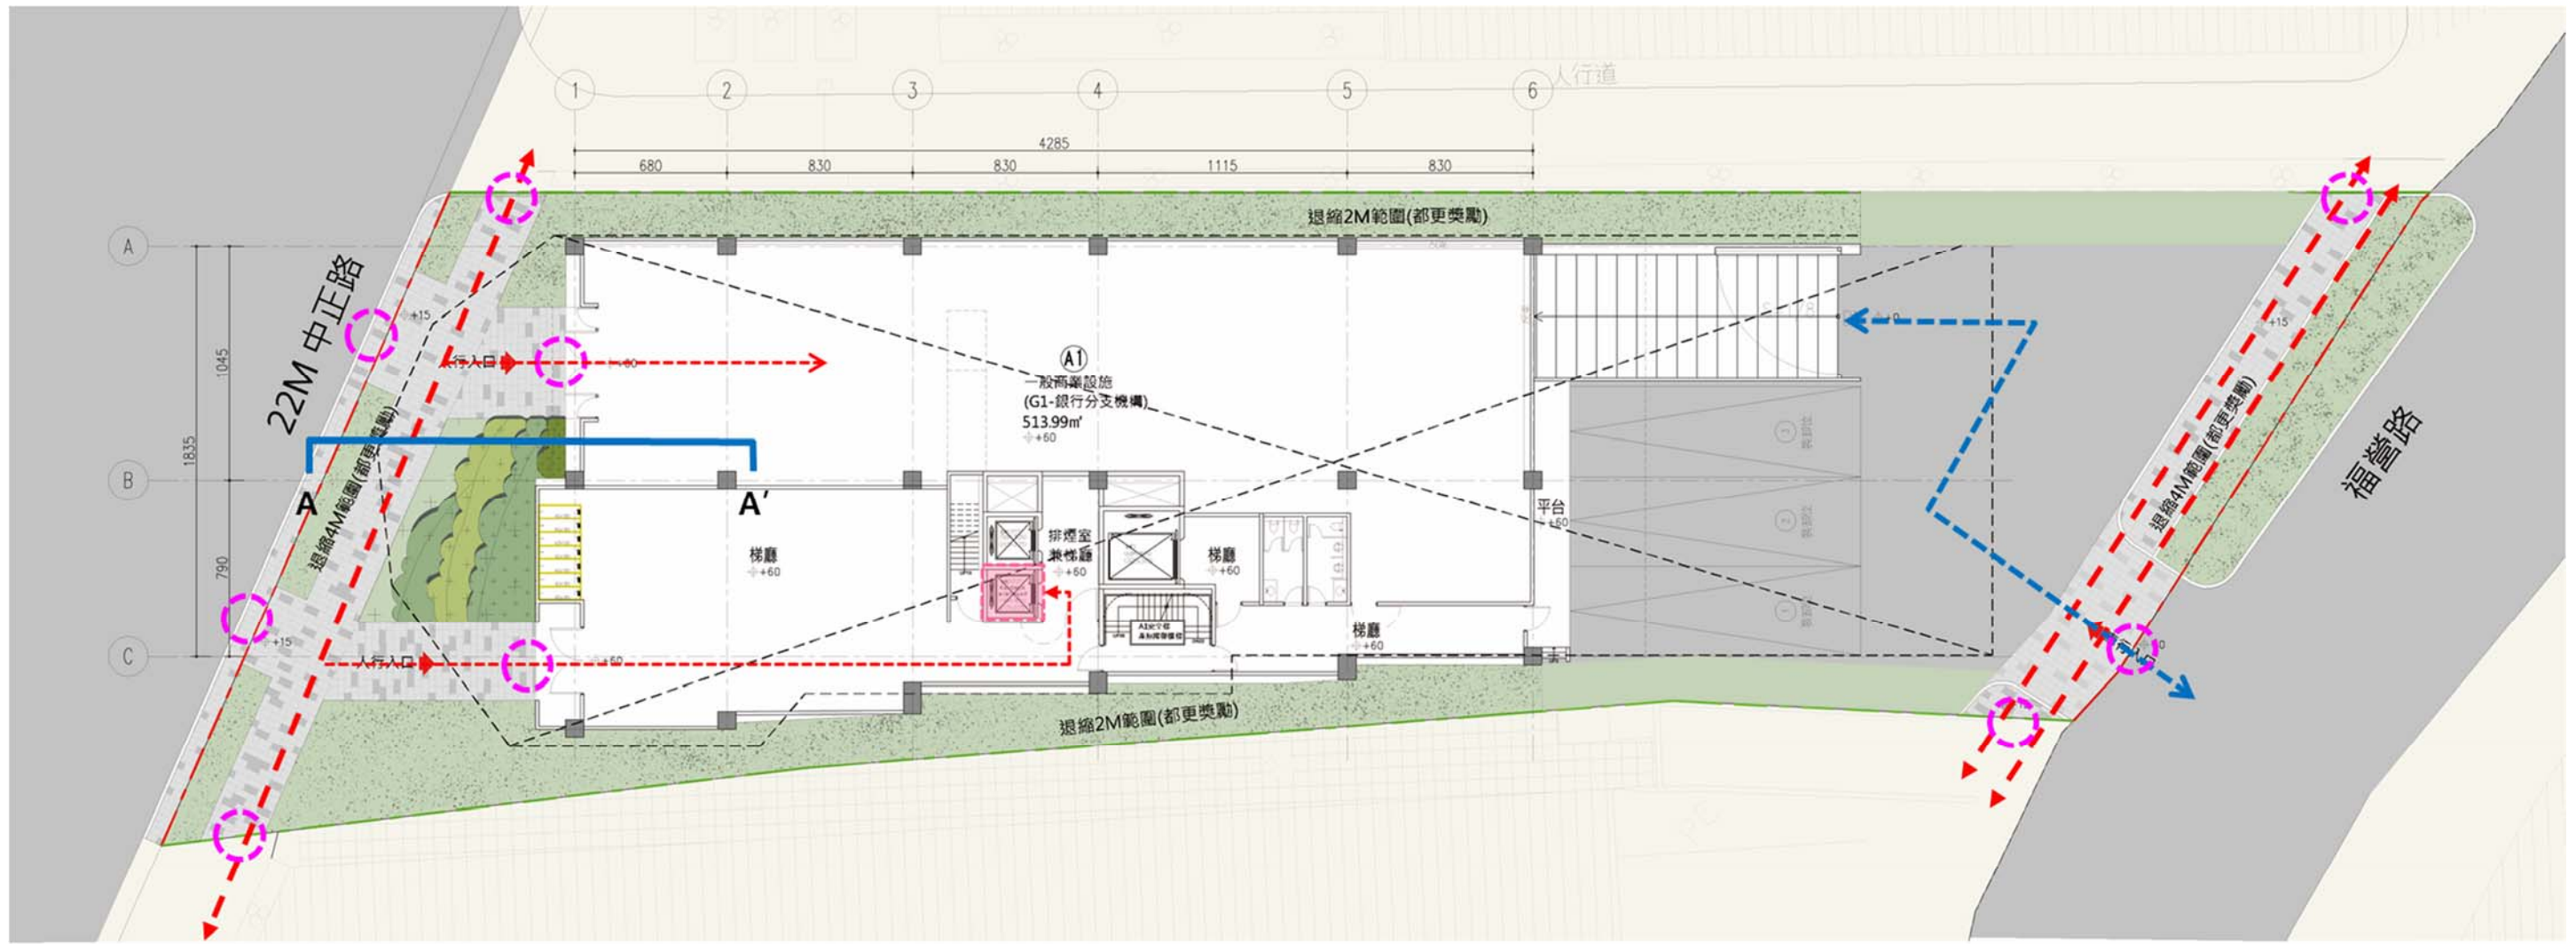 人行道
1
2
3
4
5
6
4285
680
830
830
1115
830
退縮2M範圍(都更獎勵)
A
B
C
1045
1835
790
22M 中正路
+15
人行入口
+60
A1
一般商業設施
(G1-銀行分支機構)
513.99㎡
+60
退縮4M範圍(都更獎勵)
A
A'
梯廳
+60
排煙室
兼梯廳
+60
梯廳
+60
平台
+60
梯廳
+60
+15
人行入口
+60
退縮2M範圍(都更獎勵)
+0
3
2
1
+15
退縮4M範圍(都更獎勵)
福營路